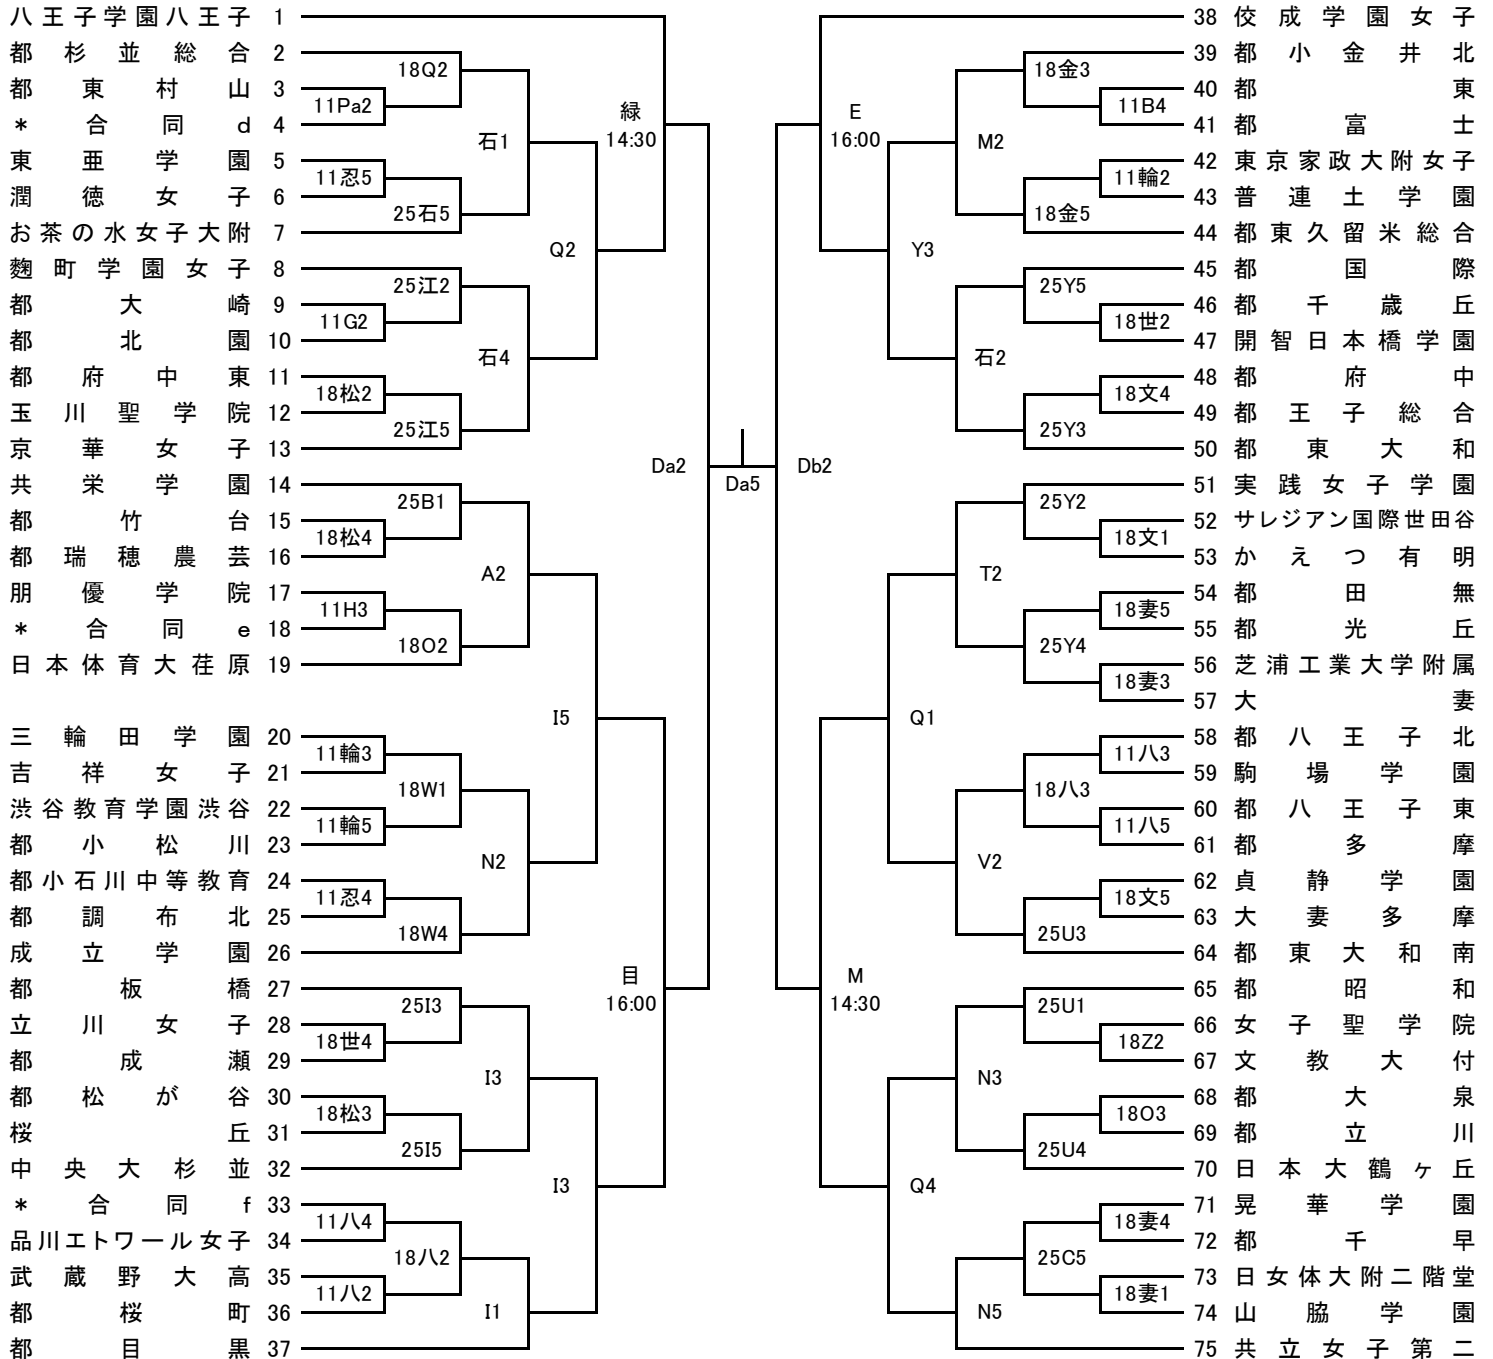 八王子学園八王子 1
都杉並総合 2
都東村山 3
* 合同d 4
東亜学園 5
潤徳女子 6
お茶の水女子大附 7
麴町学園女子 8
都大崎 9
都北園 10
都府中東 11
玉川聖学院 12
京華女子 13
共栄学園 14
都竹台 15
都瑞穂農芸 16
朋優学院 17
* 合同e 18
日本体育大荏原 19
三輪田学園 20
吉祥女子 21
渋谷教育学園渋谷 22
都小松川 23
都小石川中等教育 24
都調布北 25
成立学園 26
都板橋 27
立川女子 28
都成瀬 29
都松が谷 30
桜丘 31
中央大杉並 32
* 合同f 33
品川エトワール女子 34
武蔵野大高 35
都桜町 36
都目黒 37
11Pa2
11忍5
11G2
18松2
18松4
11H3
11輪3
11輪5
11忍4
18世4
18松3
11八4
11八2
18Q2
25石5
25江2
25江5
25B1
18O2
18W1
18W4
25I3
25I5
18八2
石1
石4
A2
N2
I3
I1
Q2
I5
I3
緑
14:30
目
16:00
Da2
Da5
Db2
E
16:00
M
14:30
Y3
Q1
Q4
M2
石2
T2
V2
N3
N5
18金3
18金5
25Y5
25Y3
25Y2
25Y4
18八3
25U3
25U1
25U4
25C5
11B4
11輪2
18世2
18文4
18文1
18妻5
18妻3
11八3
11八5
18文5
18Z2
18O3
18妻4
18妻1
38 佼成学園女子
39 都小金井北
40 都東
41 都富士
42 東京家政大附女子
43 普連土学園
44 都東久留米総合
45 都国際
46 都千歳丘
47 開智日本橋学園
48 都府中
49 都王子総合
50 都東大和
51 実践女子学園
52 サレジアン国際世田谷
53 かえつ有明
54 都田無
55 都光丘
56 芝浦工業大学附属
57 大妻
58 都八王子北
59 駒場学園
60 都八王子東
61 都多摩
62 貞静学園
63 大妻多摩
64 都東大和南
65 都昭和
66 女子聖学院
67 文教大付
68 都大泉
69 都立川
70 日本大鶴ヶ丘
71 晃華学園
72 都千早
73 日女体大附二階堂
74 山脇学園
75 共立女子第二